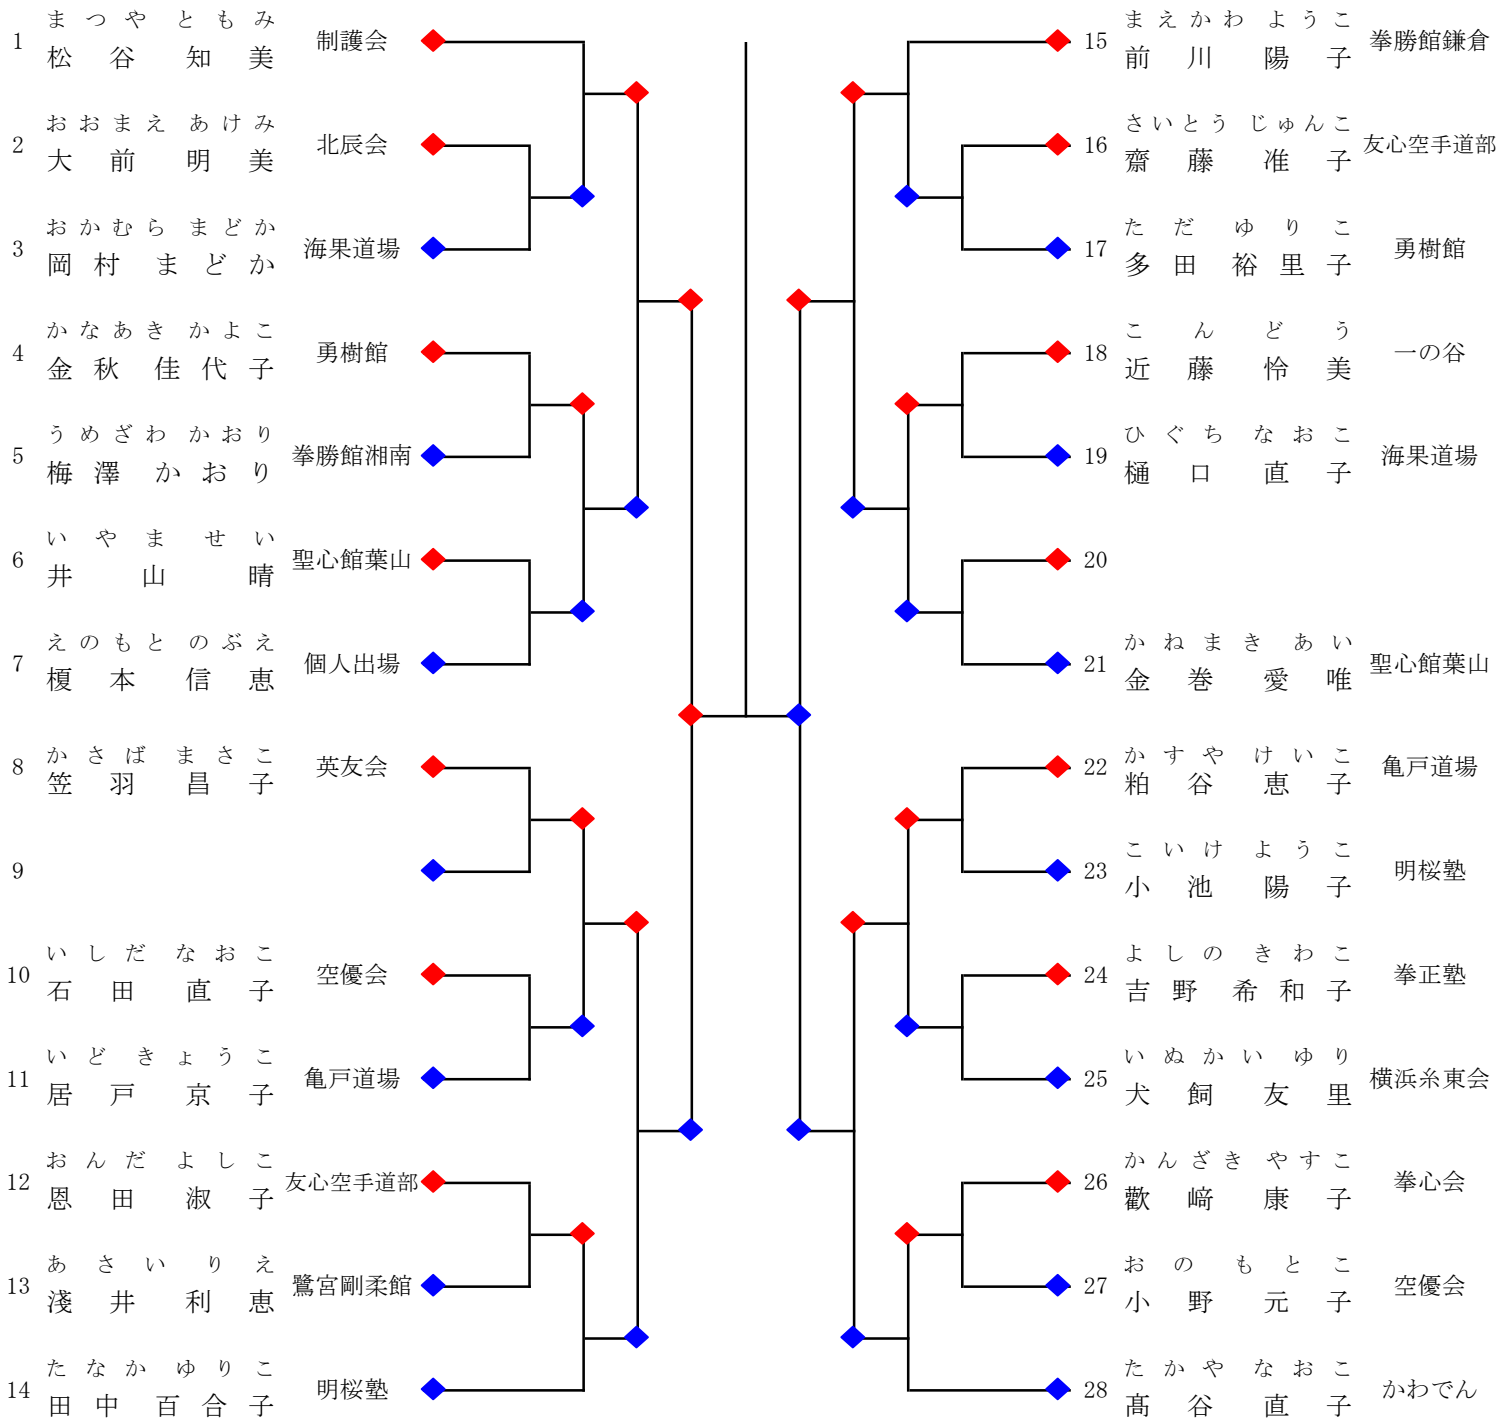 まつや ともみ
1 松谷 知美 制護会
おおまえ あけみ
2 大前 明美 北辰会
おかむら まどか
3 岡村 まどか 海果道場
かなあき かよこ
4 金秋 佳代子 勇樹館
うめざわ かおり
5 梅澤 かおり 拳勝館湘南
いやま せい
6 井山 晴 聖心館葉山
えのもと のぶえ
7 榎本 信恵 個人出場
かさば まさこ
8 笠羽 昌子 英友会
9
いしだ なおこ
10 石田 直子 空優会
いど きょうこ
11 居戸 京子 亀戸道場
おんだ よしこ
12 恩田 淑子 友心空手道部
あさい りえ
13 淺井 利恵 鷺宮剛柔館
たなか ゆりこ
14 田中 百合子 明桜塾
まえかわ ようこ
15 前川 陽子 拳勝館鎌倉
さいとう じゅんこ
16 齋藤 准子 友心空手道部
ただ ゆりこ
17 多田 裕里子 勇樹館
こんどう
18 近藤 怜美 一の谷
ひぐち なおこ
19 樋口 直子 海果道場
20
かねまき あい
21 金巻 愛唯 聖心館葉山
かすや けいこ
22 粕谷 恵子 亀戸道場
こいけ ようこ
23 小池 陽子 明桜塾
よしの きわこ
24 吉野 希和子 拳正塾
いぬかい ゆり
25 犬飼 友里 横浜糸東会
かんざき やすこ
26 歡﨑 康子 拳心会
おの もとこ
27 小野 元子 空優会
たかや なおこ
28 髙谷 直子 かわでん